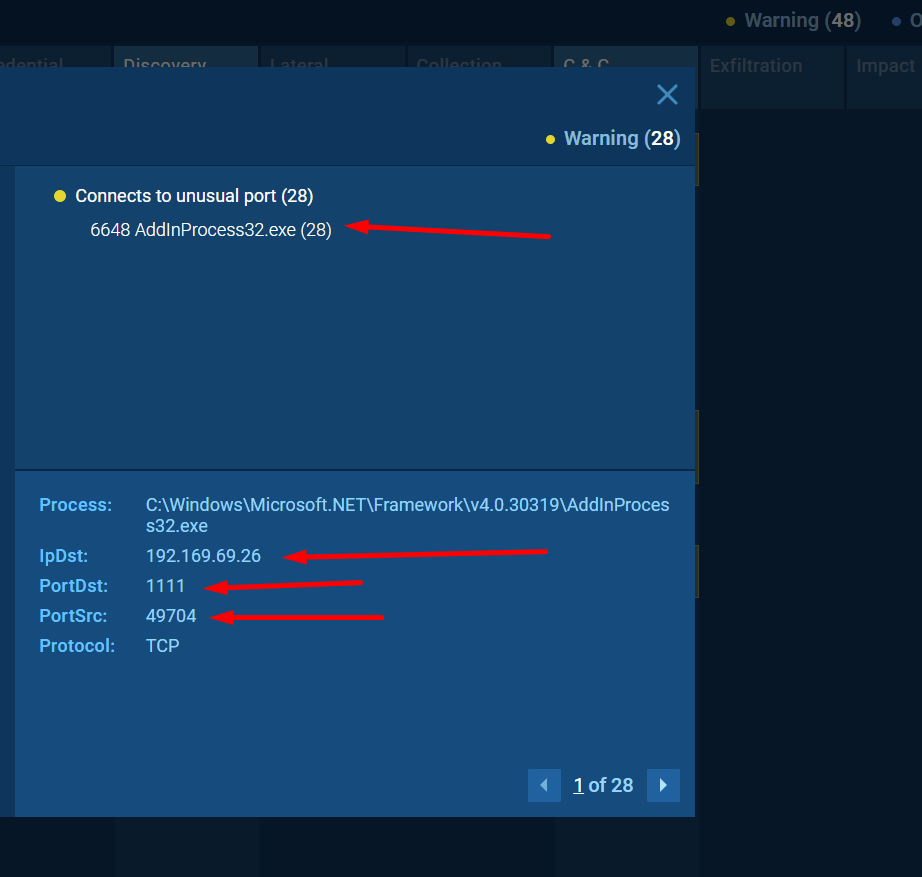 Warning (48)
edential
Discovery
Lateral
Collection
C & C
Exfiltration
Impact
Warning (28)
Connects to unusual port (28)
6648 AddInProcess32.exe (28)
Process: C:\Windows\Microsoft.NET\Framework\v4.0.30319\AddInProces
s32.exe
IpDst: 192.169.69.26
PortDst: 1111
PortSrc: 49704
Protocol: TCP
1 of 28